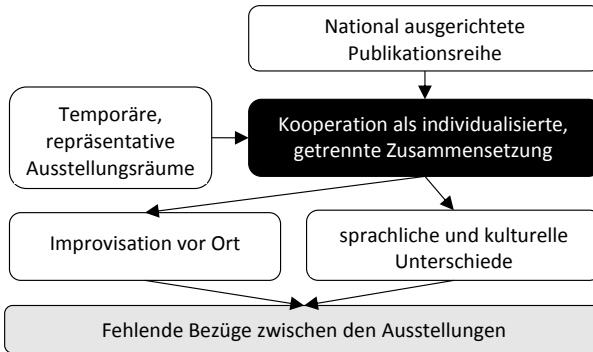 National ausgerichtete
Publikationsreihe
Temporäre,
repräsentative
Ausstellungsräume
Kooperation als individualisierte,
getrennte Zusammensetzung
Improvisation vor Ort
sprachliche und kulturelle
Unterschiede
Fehlende Bezüge zwischen den Ausstellungen